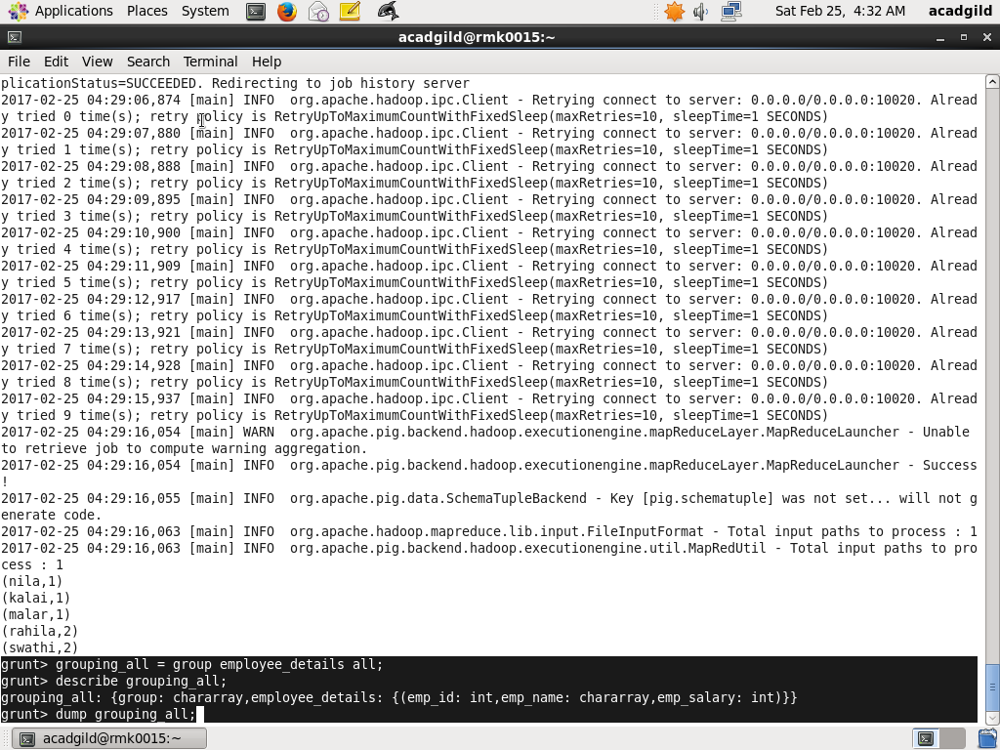 Applications Places System Sat Feb 25, 4:32 AM acadgild
acadgild@rmk0015:~
File Edit View Search Terminal Help
plicationStatus=SUCCEEDED. Redirecting to job history server
2017-02-25 04:29:06,874 [main] INFO  org.apache.hadoop.ipc.Client - Retrying connect to server: 0.0.0.0/0.0.0.0:10020. Alread
y tried 0 time(s); retry policy is RetryUpToMaximumCountWithFixedSleep(maxRetries=10, sleepTime=1 SECONDS)
2017-02-25 04:29:07,880 [main] INFO  org.apache.hadoop.ipc.Client - Retrying connect to server: 0.0.0.0/0.0.0.0:10020. Alread
y tried 1 time(s); retry policy is RetryUpToMaximumCountWithFixedSleep(maxRetries=10, sleepTime=1 SECONDS)
2017-02-25 04:29:08,888 [main] INFO  org.apache.hadoop.ipc.Client - Retrying connect to server: 0.0.0.0/0.0.0.0:10020. Alread
y tried 2 time(s); retry policy is RetryUpToMaximumCountWithFixedSleep(maxRetries=10, sleepTime=1 SECONDS)
2017-02-25 04:29:09,895 [main] INFO  org.apache.hadoop.ipc.Client - Retrying connect to server: 0.0.0.0/0.0.0.0:10020. Alread
y tried 3 time(s); retry policy is RetryUpToMaximumCountWithFixedSleep(maxRetries=10, sleepTime=1 SECONDS)
2017-02-25 04:29:10,900 [main] INFO  org.apache.hadoop.ipc.Client - Retrying connect to server: 0.0.0.0/0.0.0.0:10020. Alread
y tried 4 time(s); retry policy is RetryUpToMaximumCountWithFixedSleep(maxRetries=10, sleepTime=1 SECONDS)
2017-02-25 04:29:11,909 [main] INFO  org.apache.hadoop.ipc.Client - Retrying connect to server: 0.0.0.0/0.0.0.0:10020. Alread
y tried 5 time(s); retry policy is RetryUpToMaximumCountWithFixedSleep(maxRetries=10, sleepTime=1 SECONDS)
2017-02-25 04:29:12,917 [main] INFO  org.apache.hadoop.ipc.Client - Retrying connect to server: 0.0.0.0/0.0.0.0:10020. Alread
y tried 6 time(s); retry policy is RetryUpToMaximumCountWithFixedSleep(maxRetries=10, sleepTime=1 SECONDS)
2017-02-25 04:29:13,921 [main] INFO  org.apache.hadoop.ipc.Client - Retrying connect to server: 0.0.0.0/0.0.0.0:10020. Alread
y tried 7 time(s); retry policy is RetryUpToMaximumCountWithFixedSleep(maxRetries=10, sleepTime=1 SECONDS)
2017-02-25 04:29:14,928 [main] INFO  org.apache.hadoop.ipc.Client - Retrying connect to server: 0.0.0.0/0.0.0.0:10020. Alread
y tried 8 time(s); retry policy is RetryUpToMaximumCountWithFixedSleep(maxRetries=10, sleepTime=1 SECONDS)
2017-02-25 04:29:15,937 [main] INFO  org.apache.hadoop.ipc.Client - Retrying connect to server: 0.0.0.0/0.0.0.0:10020. Alread
y tried 9 time(s); retry policy is RetryUpToMaximumCountWithFixedSleep(maxRetries=10, sleepTime=1 SECONDS)
2017-02-25 04:29:16,054 [main] WARN  org.apache.pig.backend.hadoop.executionengine.mapReduceLayer.MapReduceLauncher - Unable
to retrieve job to compute warning aggregation.
2017-02-25 04:29:16,054 [main] INFO  org.apache.pig.backend.hadoop.executionengine.mapReduceLayer.MapReduceLauncher - Success
!
2017-02-25 04:29:16,055 [main] INFO  org.apache.pig.data.SchemaTupleBackend - Key [pig.schematuple] was not set... will not g
enerate code.
2017-02-25 04:29:16,063 [main] INFO  org.apache.hadoop.mapreduce.lib.input.FileInputFormat - Total input paths to process : 1
2017-02-25 04:29:16,063 [main] INFO  org.apache.pig.backend.hadoop.executionengine.util.MapRedUtil - Total input paths to pro
cess : 1
(nila,1)
(kalai,1)
(malar,1)
(rahila,2)
(swathi,2)
grunt> grouping_all = group employee_details all;
grunt> describe grouping_all;
grouping_all: {group: chararray,employee_details: {(emp_id: int,emp_name: chararray,emp_salary: int)}}
grunt> dump grouping_all;
acadgild@rmk0015:~